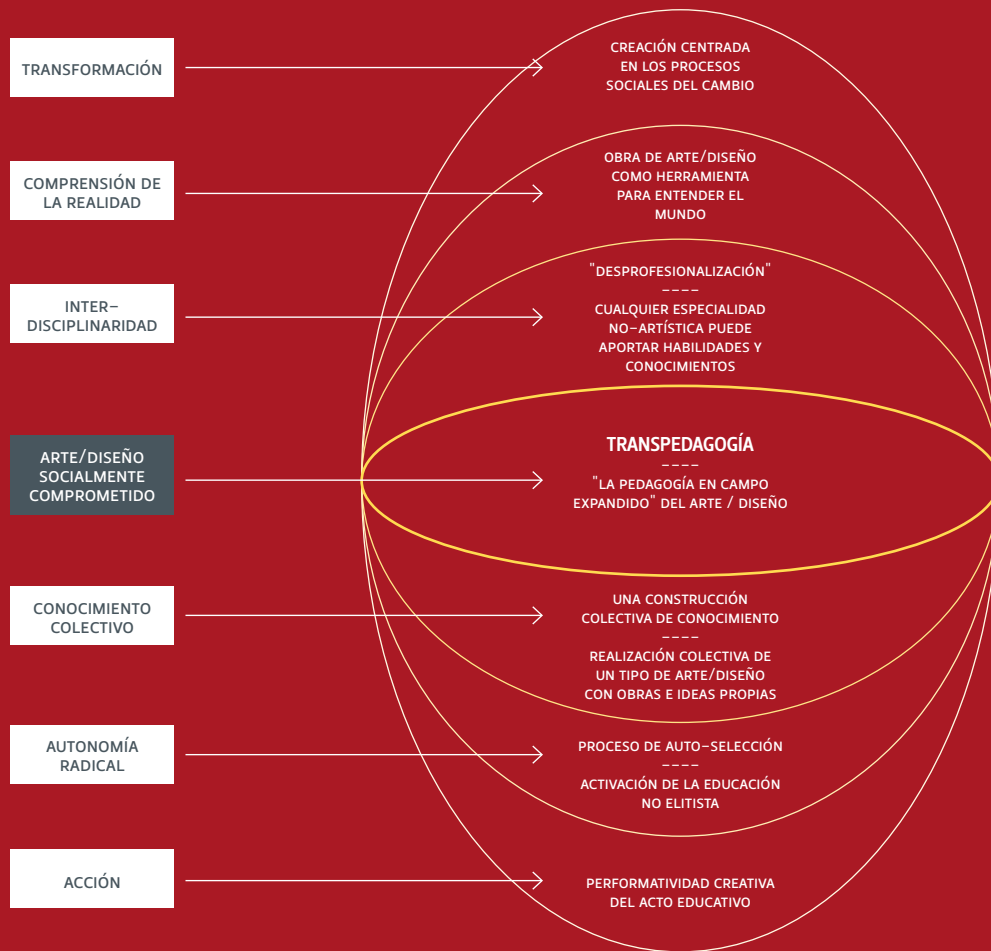 TRANSFORMACIÓN
CREACIÓN CENTRADA
EN LOS PROCESOS
SOCIALES DEL CAMBIO
COMPRENSIÓN DE
LA REALIDAD
OBRA DE ARTE/DISEÑO
COMO HERRAMIENTA
PARA ENTENDER EL
MUNDO
INTER-
DISCIPLINARIDAD
"DESPROFESIONALIZACIÓN"
----
CUALQUIER ESPECIALIDAD
NO-ARTÍSTICA PUEDE
APORTAR HABILIDADES Y
CONOCIMIENTOS
ARTE/DISEÑO
SOCIALMENTE
COMPROMETIDO
TRANSPEDAGOGÍA
----
"LA PEDAGOGÍA EN CAMPO
EXPANDIDO" DEL ARTE / DISEÑO
CONOCIMIENTO
COLECTIVO
UNA CONSTRUCCIÓN
COLECTIVA DE CONOCIMIENTO
----
REALIZACIÓN COLECTIVA DE
UN TIPO DE ARTE/DISEÑO
CON OBRAS E IDEAS PROPIAS
AUTONOMÍA
RADICAL
PROCESO DE AUTO-SELECCIÓN
----
ACTIVACIÓN DE LA EDUCACIÓN
NO ELITISTA
ACCIÓN
PERFORMATIVIDAD CREATIVA
DEL ACTO EDUCATIVO